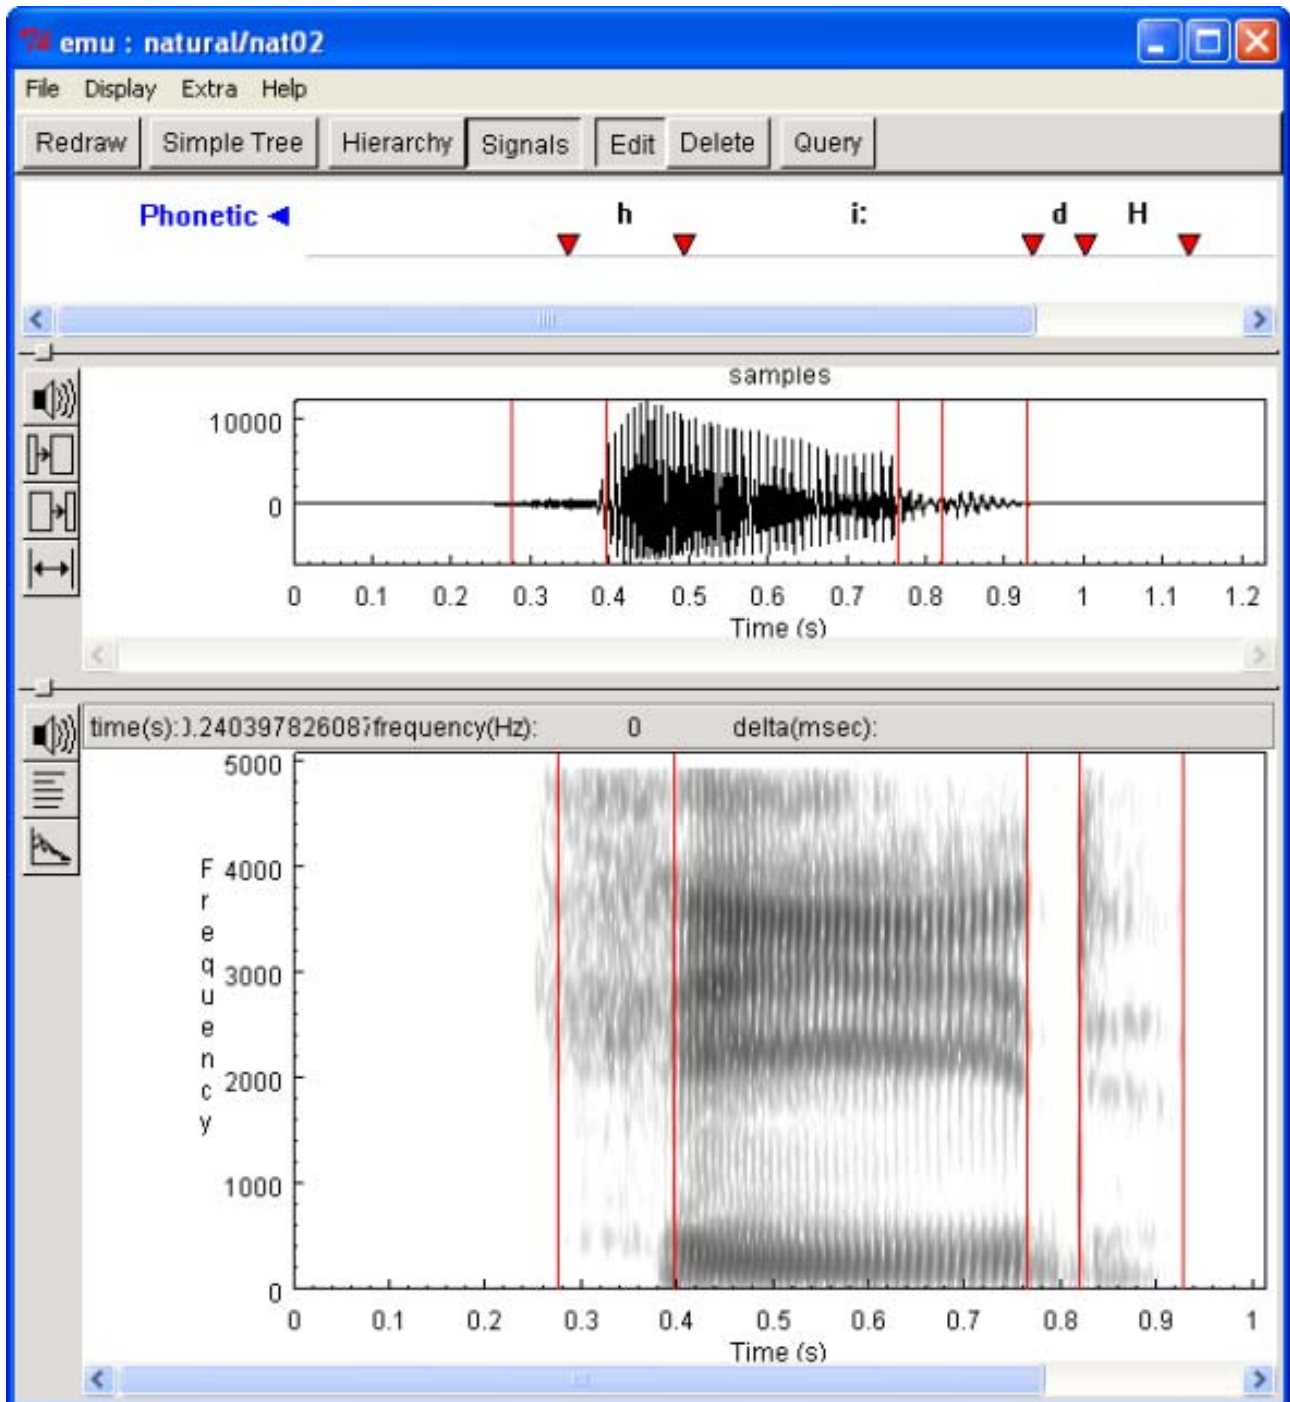 emu : natural/nat02
File Display Extra Help
Redraw Simple Tree Hierarchy Signals Edit Delete Query
Phonetic h i: d H
samples
10000
0
0 0.1 0.2 0.3 0.4 0.5 0.6 0.7 0.8 0.9 1 1.1 1.2
Time (s)
time(s): frequency(Hz): 0 delta(msec):
5000
4000
3000
2000
1000
0
Frequency
0 0.1 0.2 0.3 0.4 0.5 0.6 0.7 0.8 0.9 1
Time (s)